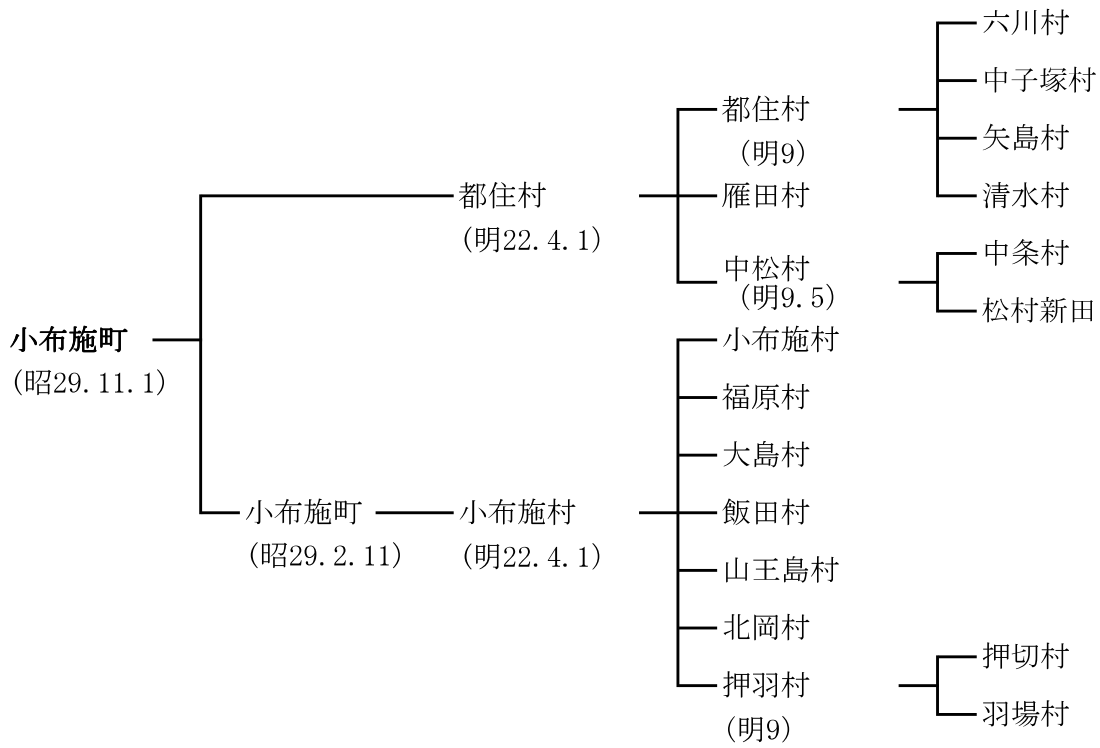 小布施町
(昭29.11.1)
都住村
(明22.4.1)
小布施町
(昭29.2.11)
小布施村
(明22.4.1)
都住村
(明9)
雁田村
中松村
(明9.5)
小布施村
福原村
大島村
飯田村
山王島村
北岡村
押羽村
(明9)
六川村
中子塚村
矢島村
清水村
中条村
松村新田
押切村
羽場村